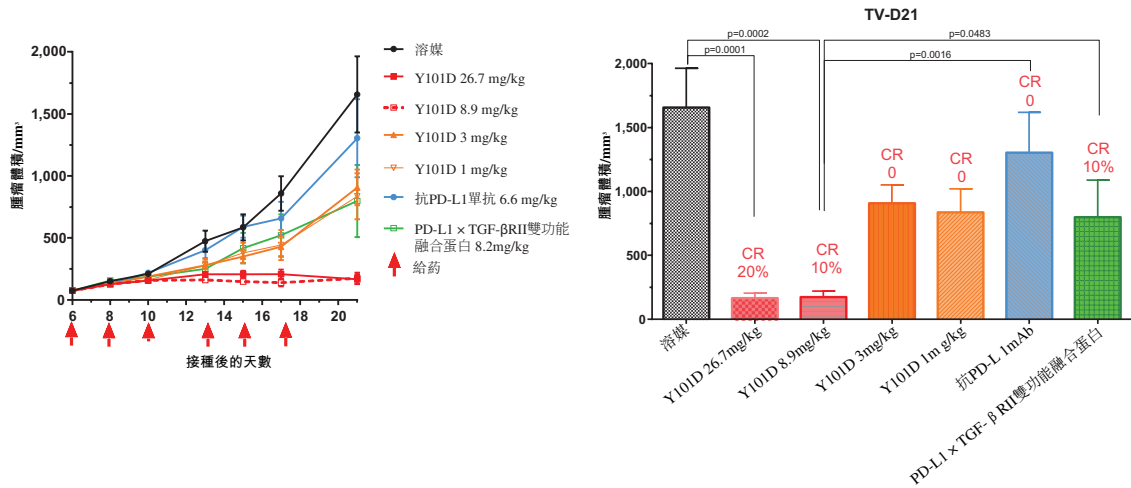 2,000
1,500
1,000
500
0
腫瘤體積/mm³
6 8 10 12 14 16 18 20
接種後的天數
溶媒
Y101D 26.7 mg/kg
Y101D 8.9 mg/kg
Y101D 3 mg/kg
Y101D 1 mg/kg
抗PD-L1單抗 6.6 mg/kg
PD-L1 × TGF-βRII雙功能
融合蛋白 8.2mg/kg
給葯
TV-D21
p=0.0002
p=0.0483
p=0.0001
p=0.0016
2,000
1,500
1,000
500
0
腫瘤體積/mm³
CR
20%
CR
10%
CR
0
CR
0
CR
0
CR
10%
溶媒
Y101D 26.7mg/kg
Y101D 8.9mg/kg
Y101D 3mg/kg
Y101D 1m g/kg
抗PD-L 1mAb
PD-L1 × TGF- β RII雙功能融合蛋白